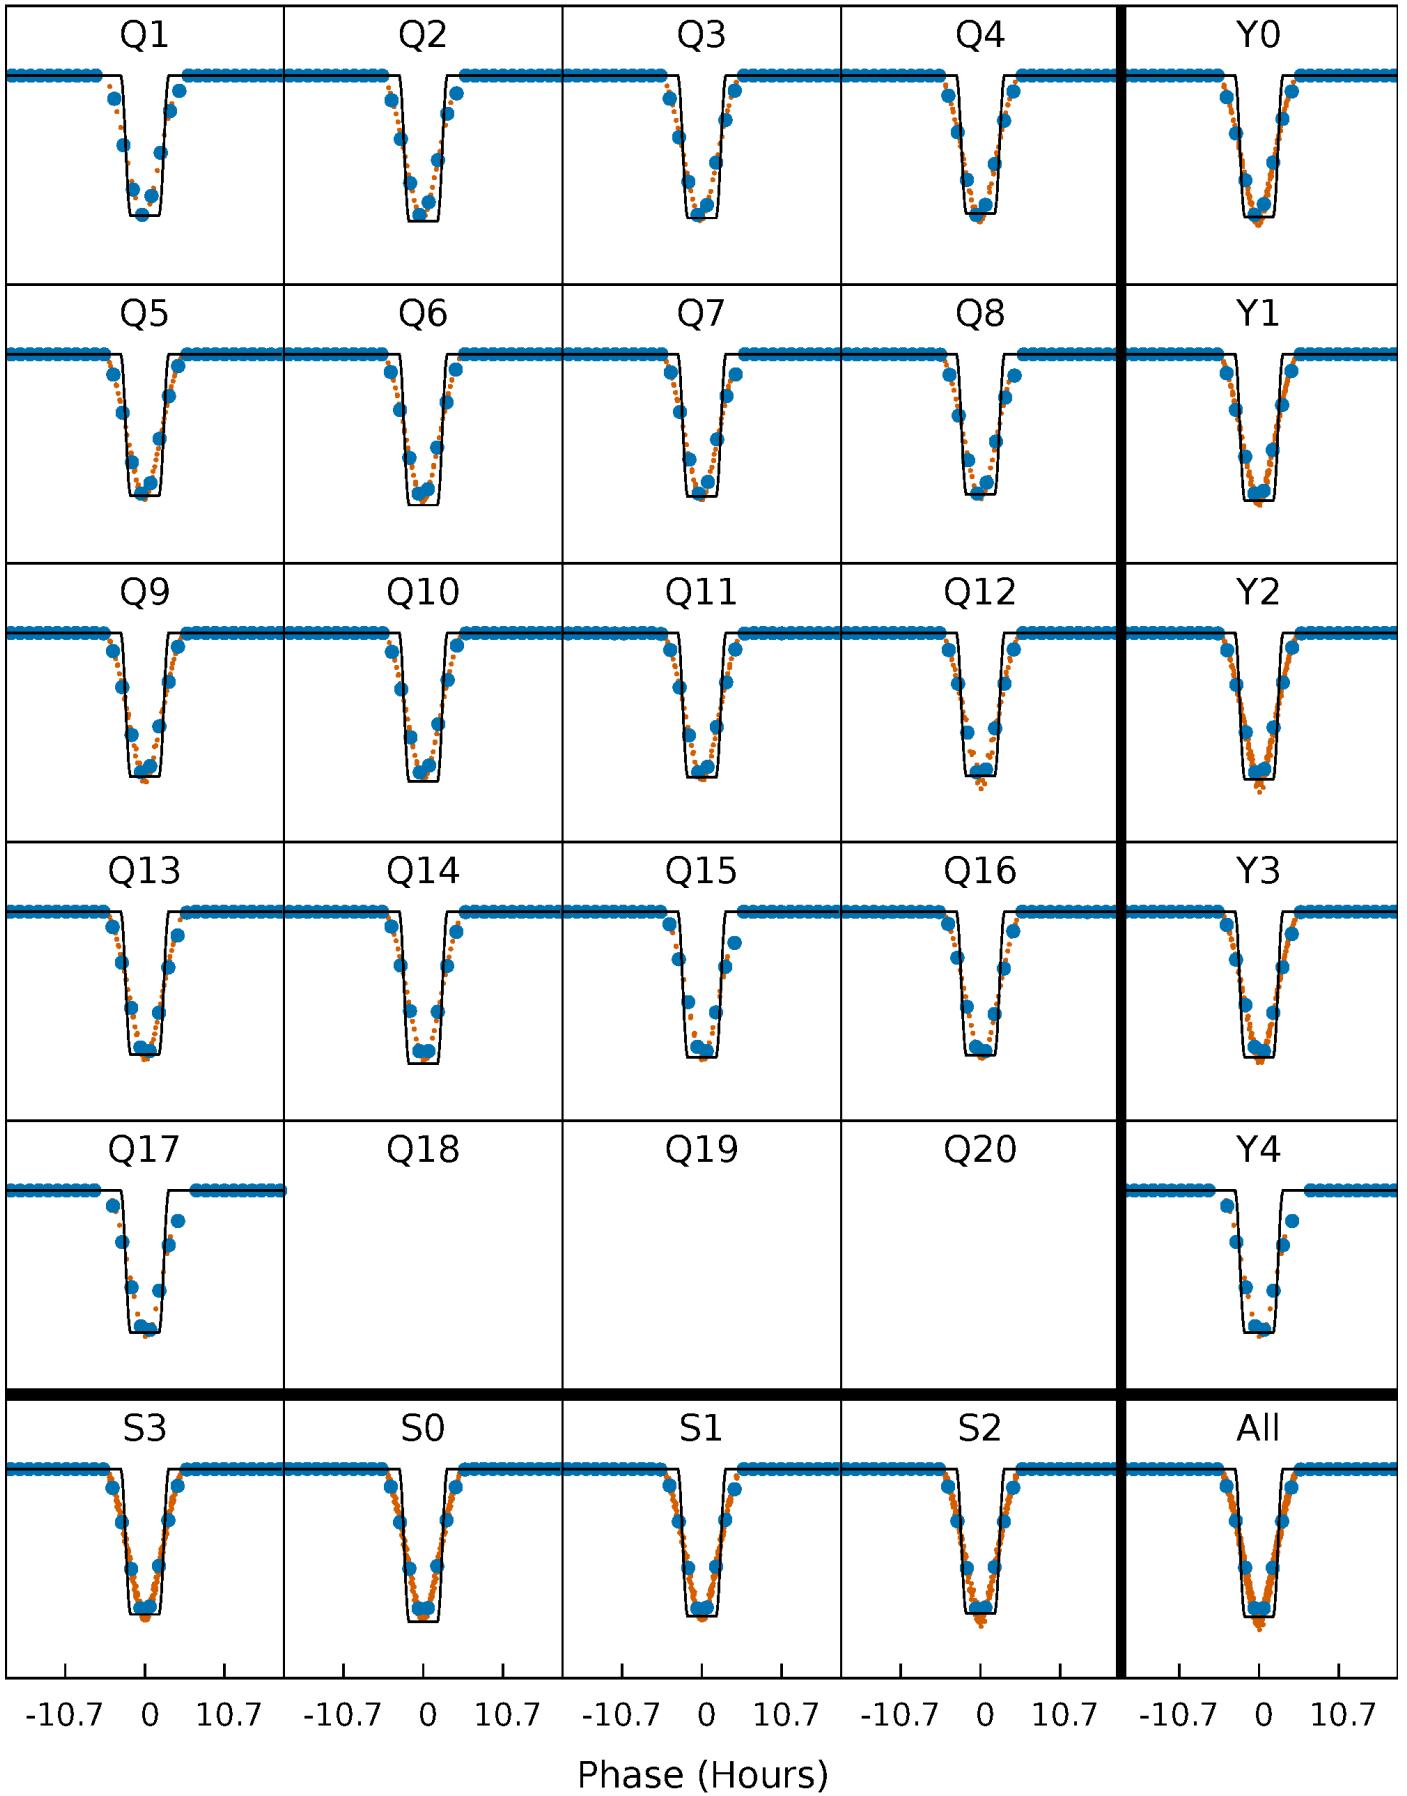 Q1 Q2 Q3 Q4 Y0
Q5 Q6 Q7 Q8 Y1
Q9 Q10 Q11 Q12 Y2
Q13 Q14 Q15 Q16 Y3
Q17 Q18 Q19 Q20 Y4
S3 S0 S1 S2 All
-10.7 0 10.7 -10.7 0 10.7 -10.7 0 10.7 -10.7 0 10.7 -10.7 0 10.7
Phase (Hours)